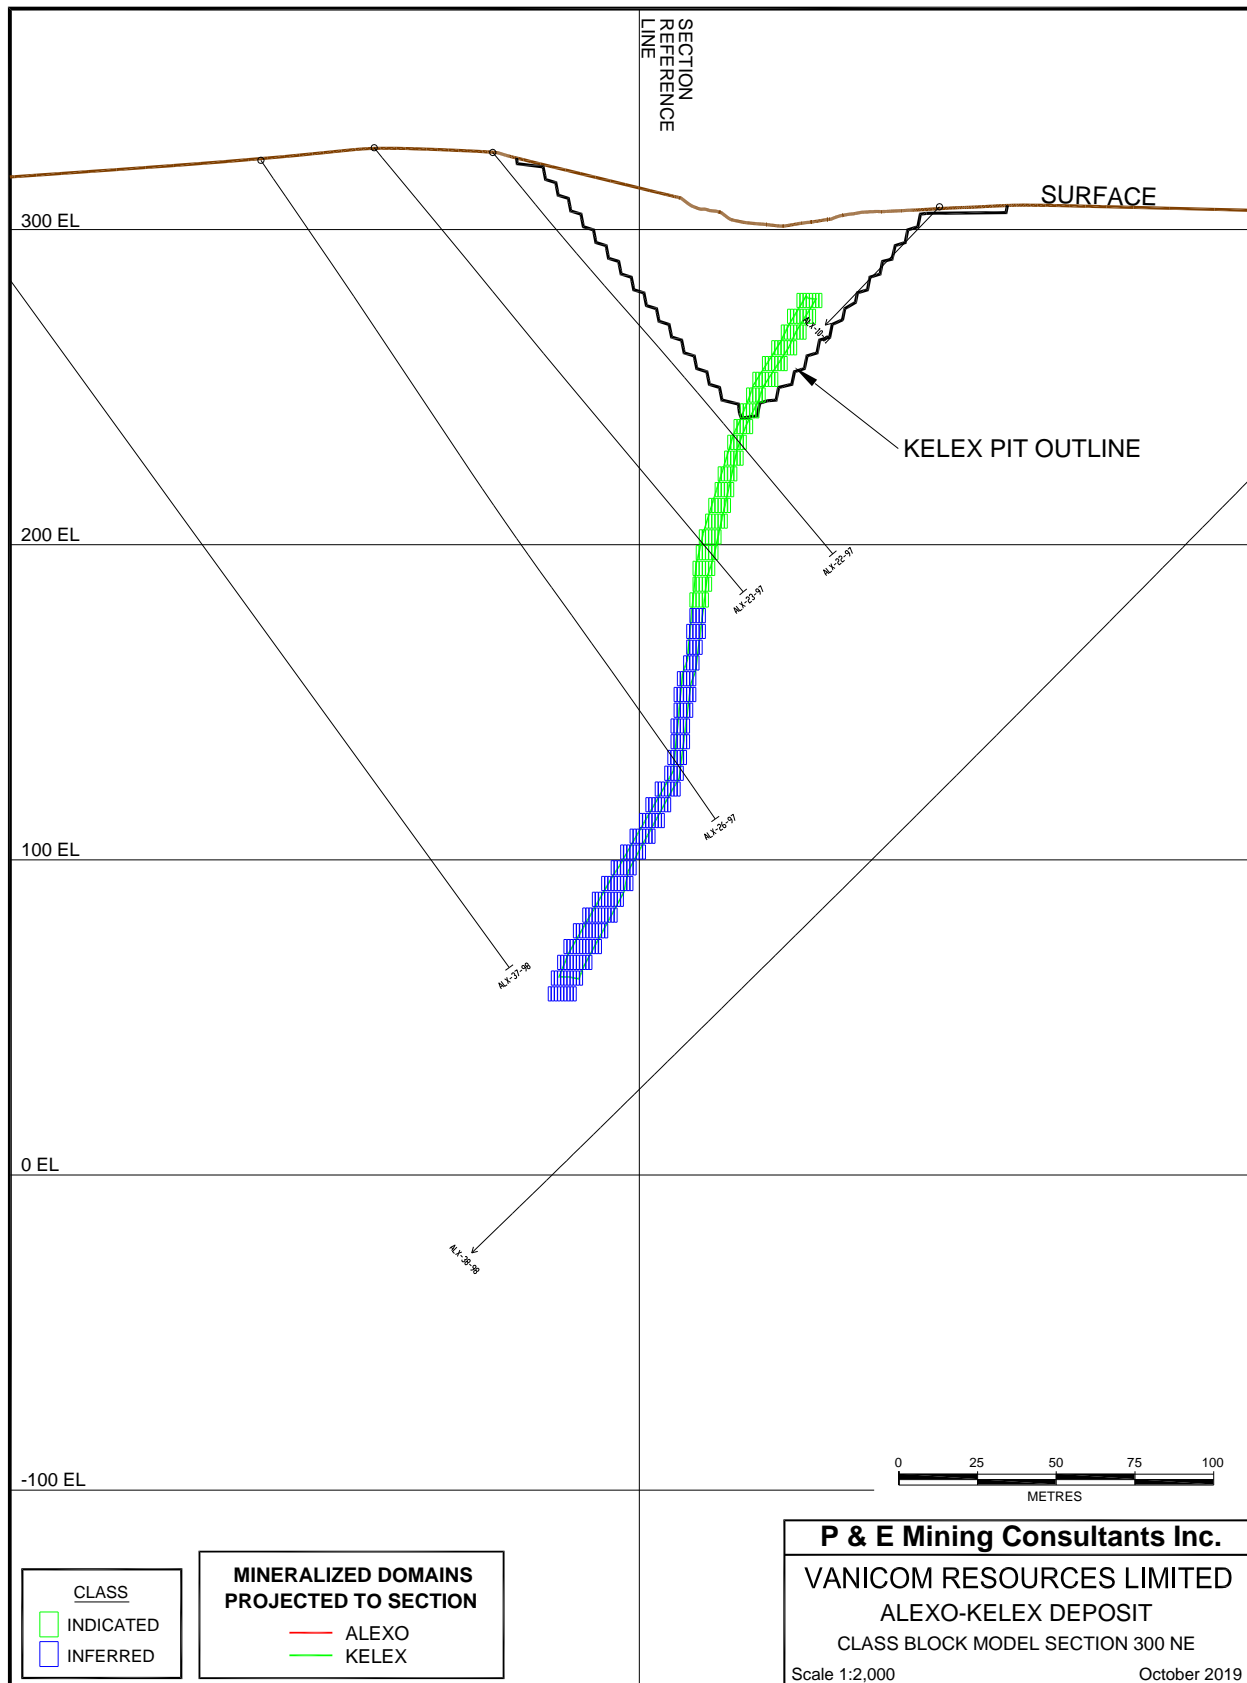 SECTION
REFERENCE
LINE
SURFACE
300 EL
KELEX PIT OUTLINE
200 EL
ALX-22-97
ALX-23-97
ALX-26-97
100 EL
ALX-37-98
0 EL
ALX-38-98
-100 EL
0 25 50 75 100
METRES
CLASS
INDICATED
INFERRED
MINERALIZED DOMAINS
PROJECTED TO SECTION
ALEXO
KELEX
P & E Mining Consultants Inc.
VANICOM RESOURCES LIMITED
ALEXO-KELEX DEPOSIT
CLASS BLOCK MODEL SECTION 300 NE
Scale 1:2,000 October 2019